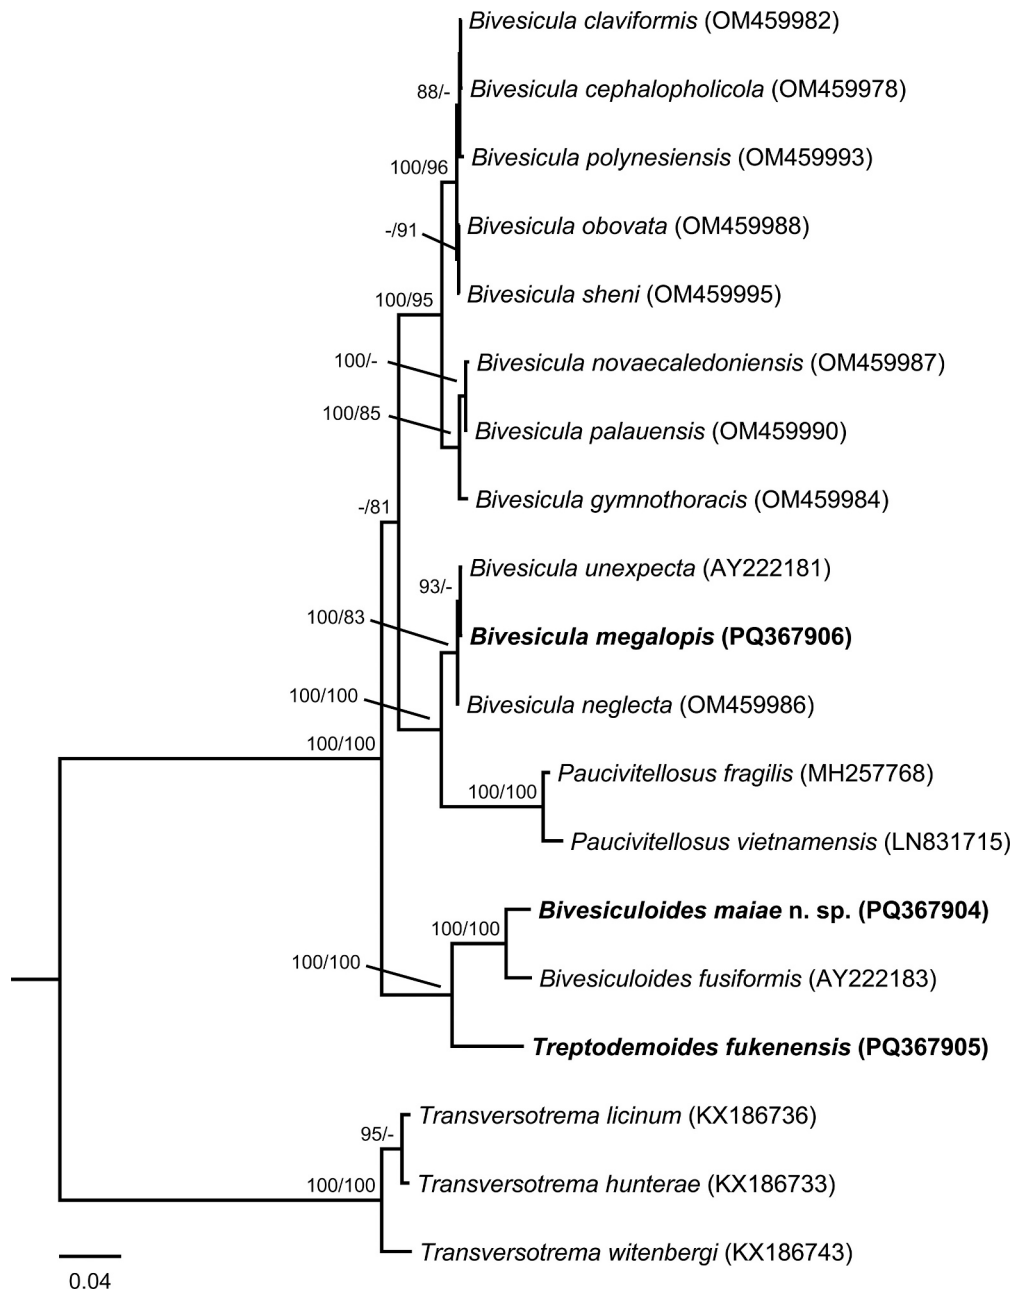 Bivesicula claviformis (OM459982)
88/-
Bivesicula cephalopholicola (OM459978)
Bivesicula polynesiensis (OM459993)
100/96
-/91
Bivesicula obovata (OM459988)
Bivesicula sheni (OM459995)
100/95
100/-
Bivesicula novaecaledoniensis (OM459987)
100/85
Bivesicula palauensis (OM459990)
Bivesicula gymnothoracis (OM459984)
-/81
Bivesicula unexpecta (AY222181)
93/-
100/83
Bivesicula megalopis (PQ367906)
100/100
Bivesicula neglecta (OM459986)
100/100
Paucivitellosus fragilis (MH257768)
100/100
Paucivitellosus vietnamensis (LN831715)
Bivesiculoides maiae n. sp. (PQ367904)
100/100
100/100
Bivesiculoides fusiformis (AY222183)
Treptodemoides fukenensis (PQ367905)
Transversotrema licinum (KX186736)
95/-
100/100
Transversotrema hunterae (KX186733)
Transversotrema witenbergi (KX186743)
0.04